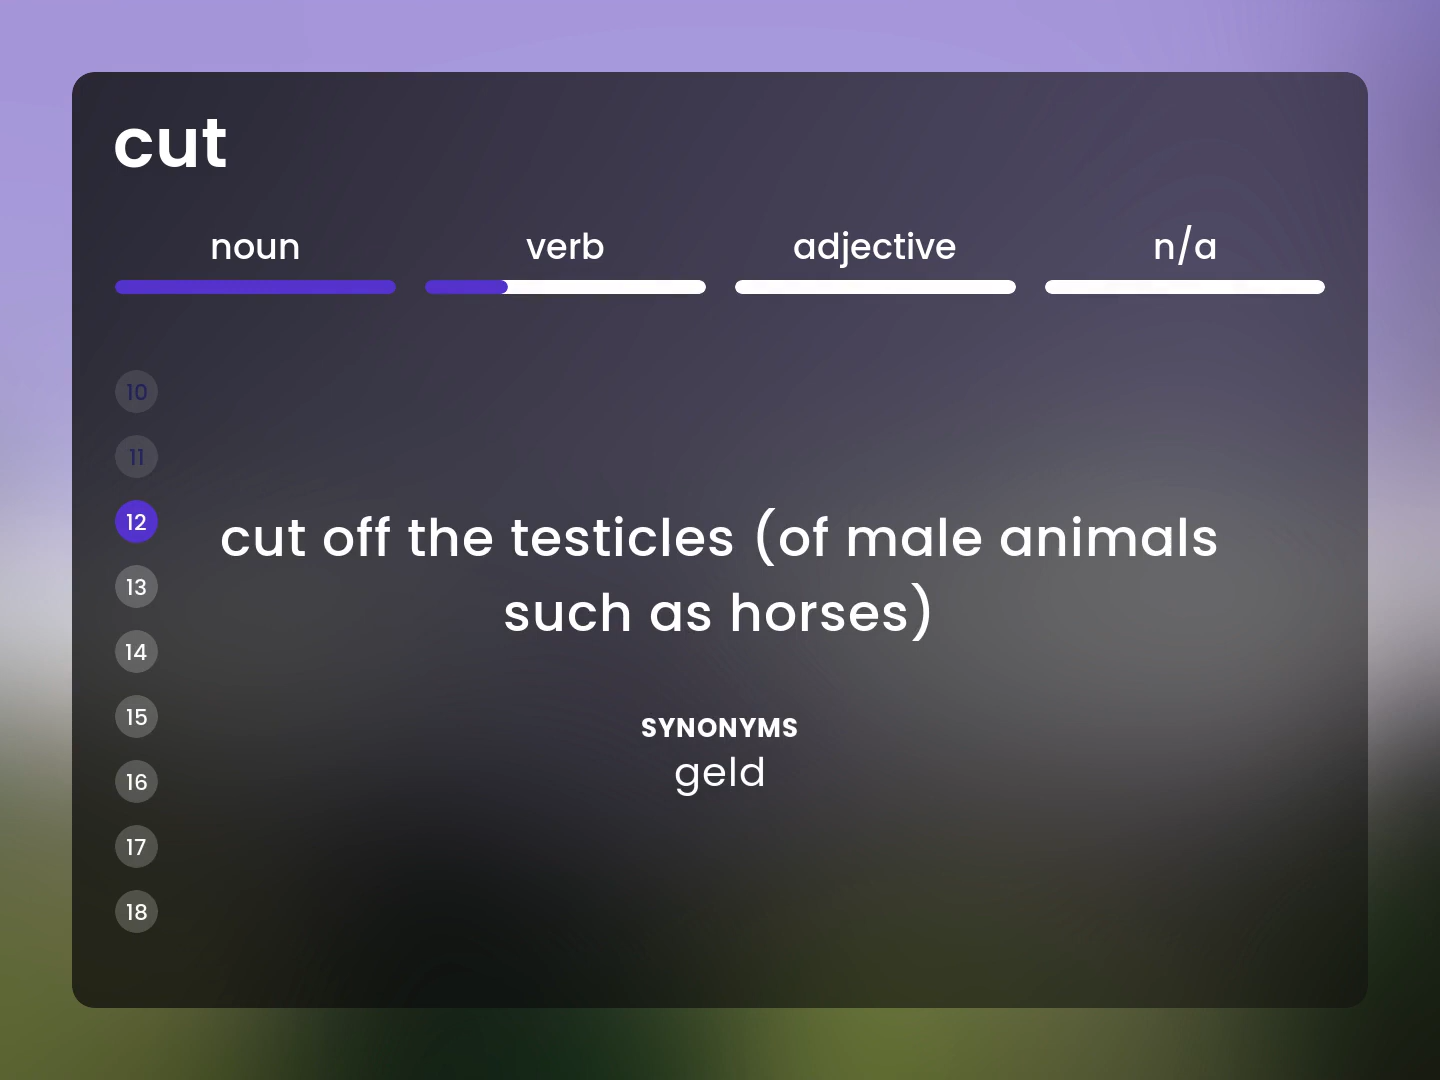 cut
noun verb adjective n/a
10
11
12
13
14
15
16
17
18
cut off the testicles (of male animals
such as horses)
SYNONYMS
geld